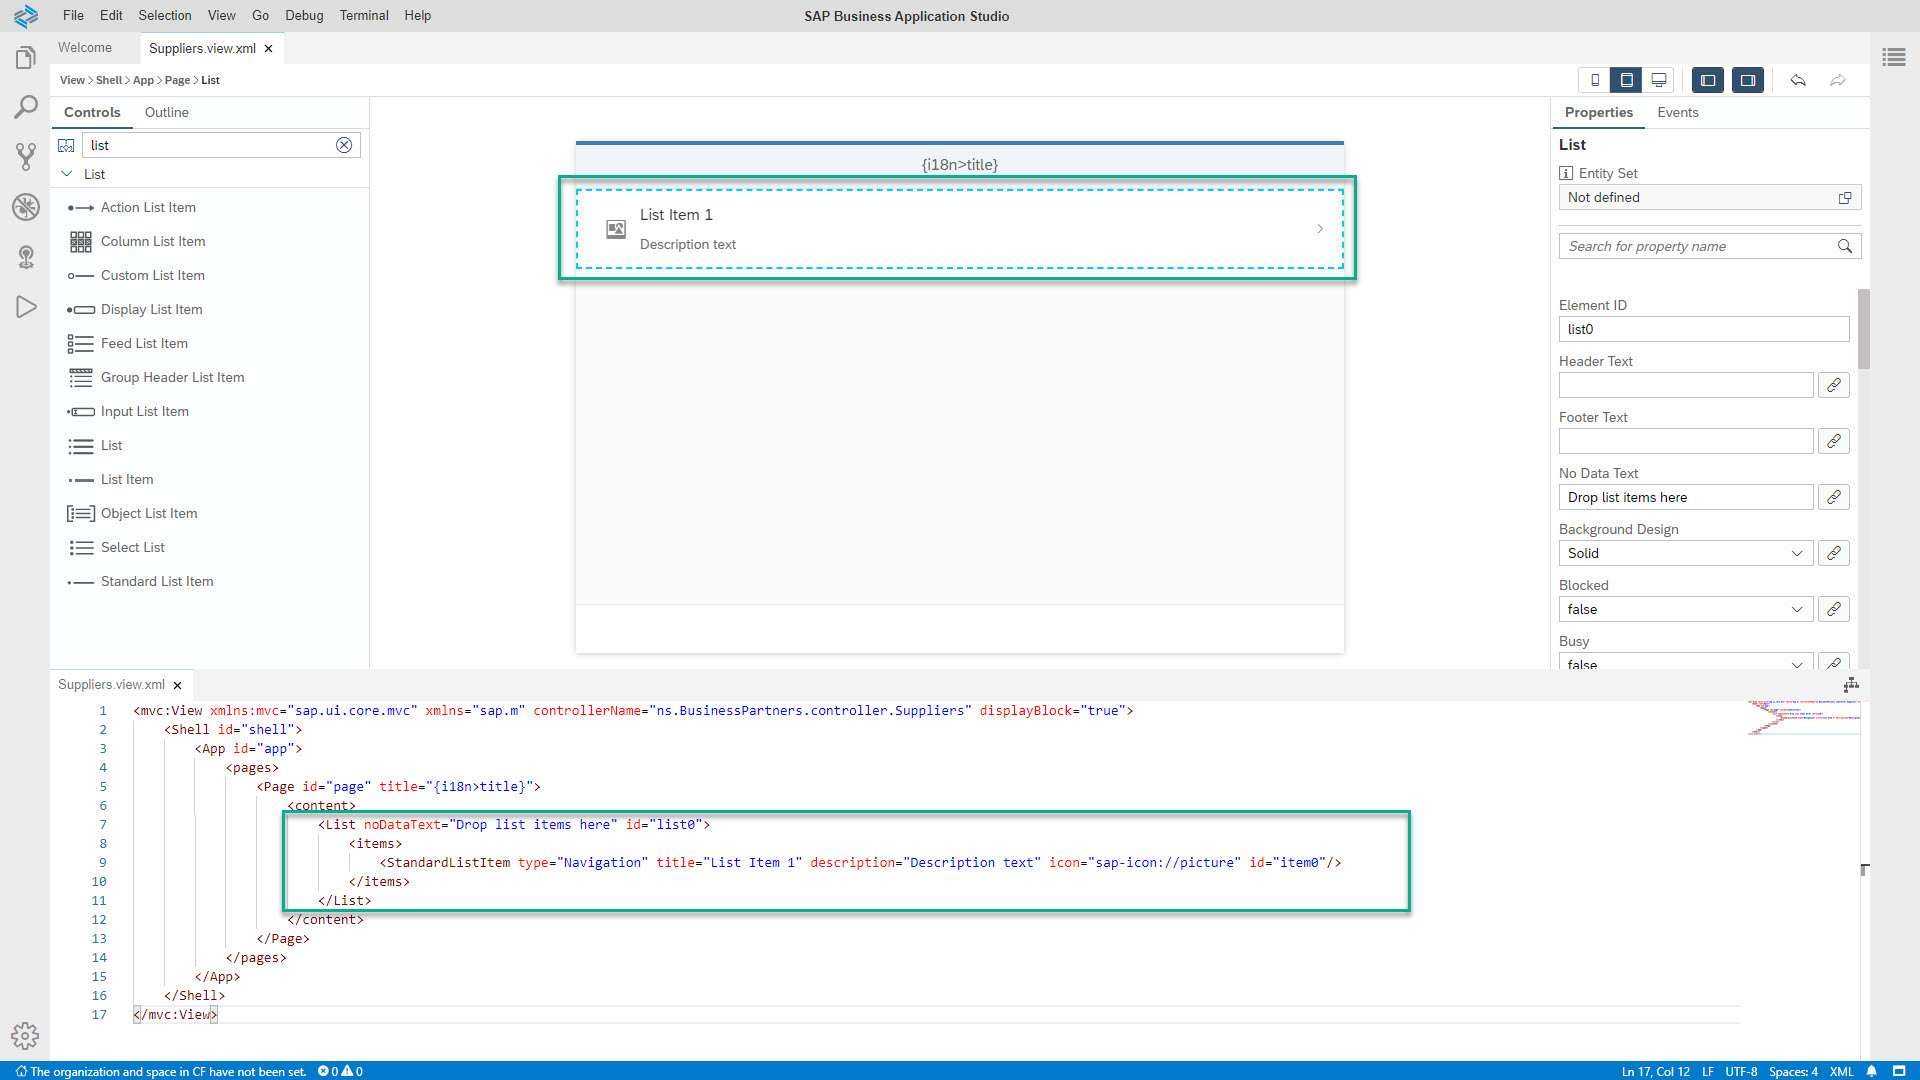 File Edit Selection View Go Debug Terminal Help
SAP Business Application Studio
Welcome
Suppliers.view.xml
View > Shell > App > Page > List
Controls
Outline
list
List
Action List Item
Column List Item
Custom List Item
Display List Item
Feed List Item
Group Header List Item
Input List Item
List
List Item
Object List Item
Select List
Standard List Item
{i18n>title}
List Item 1
Description text
Properties
Events
List
Entity Set
Not defined
Search for property name
Element ID
list0
Header Text
Footer Text
No Data Text
Drop list items here
Background Design
Solid
Blocked
false
Busy
false
Suppliers.view.xml
1 <mvc:View xmlns:mvc="sap.ui.core.mvc" xmlns="sap.m" controllerName="ns.BusinessPartners.controller.Suppliers" displayBlock="true">
2 <Shell id="shell">
3 <App id="app">
4 <pages>
5 <Page id="page" title="{i18n>title}">
6 <content>
7 <List noDataText="Drop list items here" id="list0">
8 <items>
9 <StandardListItem type="Navigation" title="List Item 1" description="Description text" icon="sap-icon://picture" id="item0"/>
10 </items>
11 </List>
12 </content>
13 </Page>
14 </pages>
15 </App>
16 </Shell>
17 </mvc:View>
The organization and space in CF have not been set. 0 0
Ln 17, Col 12 LF UTF-8 Spaces: 4 XML